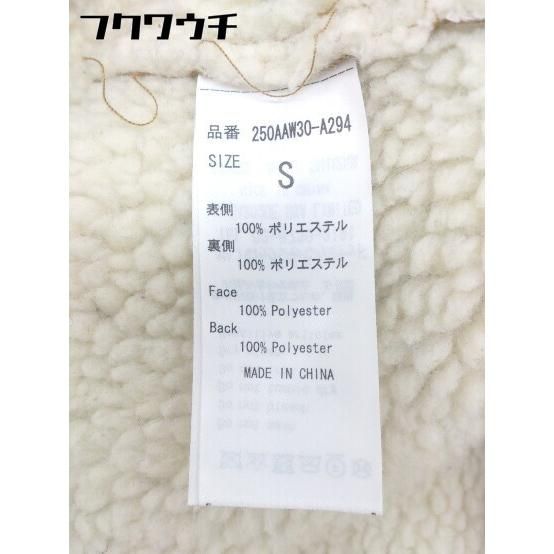 フクワウチ
品番 250AAW30-A294
SIZE
S
表側
100% ポリエステル
裏側
100% ポリエステル
Face
100% Polyester
Back
100% Polyester
MADE IN CHINA